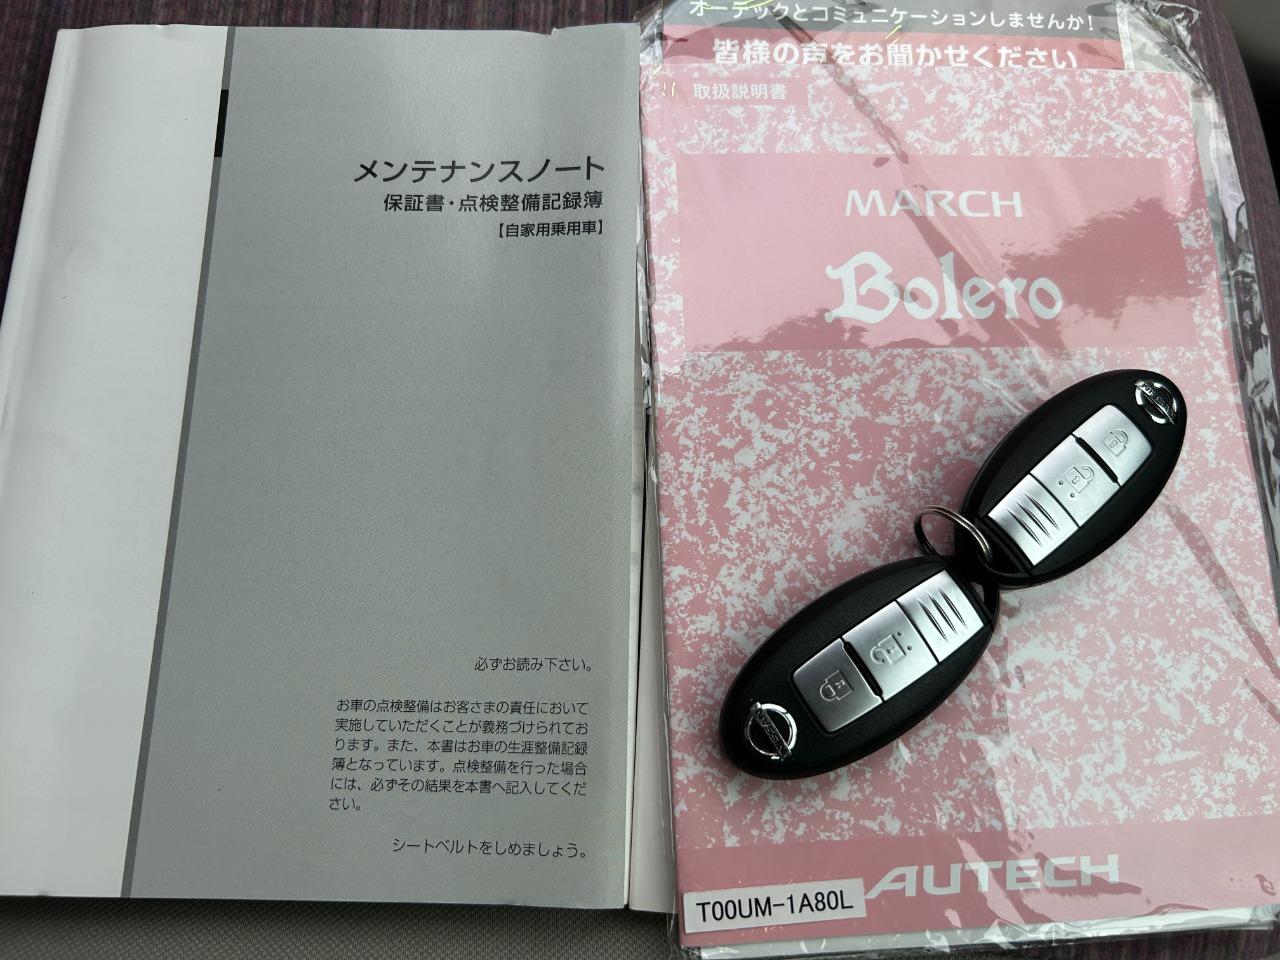 メンテナンスノート
保証書・点検整備記録簿
【自家用乗用車】
必ずお読み下さい。
お車の点検整備はお客さまの責任において
実施していただくことが義務づけられてお
ります。また、本書はお車の生涯整備記録
簿となっています。点検整備を行った場合
には、必ずその結果を本書へ記入してくだ
さい。
シートベルトをしめましょう。
オーテックとコミュニケーションしませんか！
皆様の声をお聞かせください
取扱説明書
MARCH
Bolero
NISSAN
NISSAN
AUTECH
T00UM-1A80L